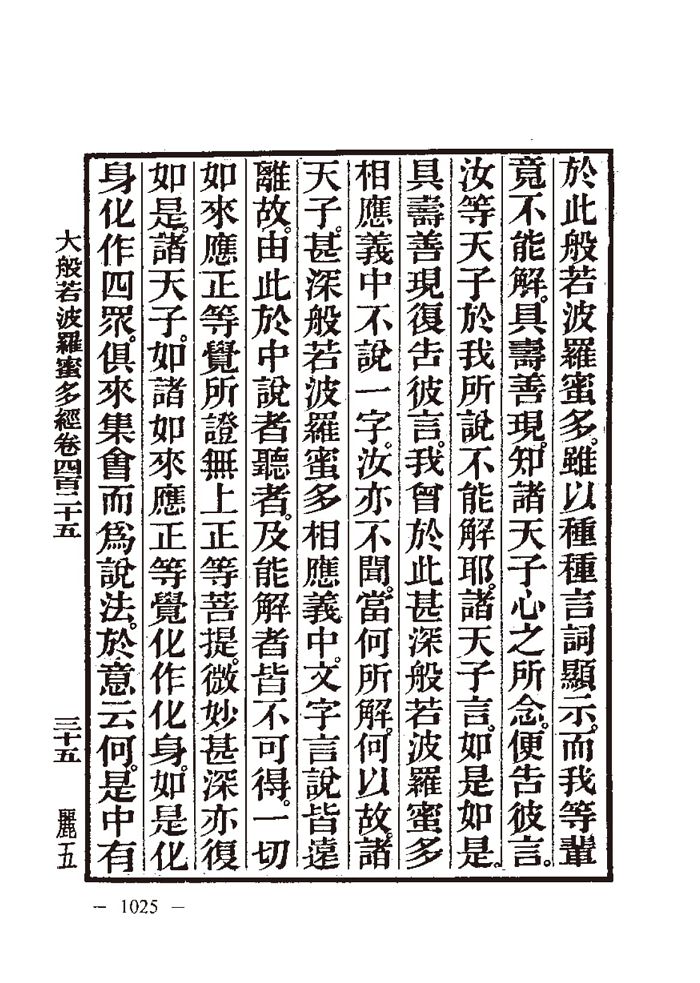 於此般若波羅蜜多。雖以種種言詞顯示。而我等輩
竟不能解。具壽善現。知諸天子心之所念。便告彼言。
汝等天子於我所說不能解耶。諸天子言。如是如是。
具壽善現復告彼言。我曾於此甚深般若波羅蜜多
相應義中不說一字。汝亦不聞。當何所解。何以故。諸
天子。甚深般若波羅蜜多相應義中。文字言說皆遠
離故。由此於中說者聽者。及能解者皆不可得。一切
如來應正等覺所證無上正等菩提。微妙甚深亦復
如是。諸天子。如諸如來應正等覺化作化身。如是化
身化作四眾。俱來集會而為說法。於意云何。是中有
大般若波羅蜜多經卷四百二十五
三十五
麗五
— 1025 —